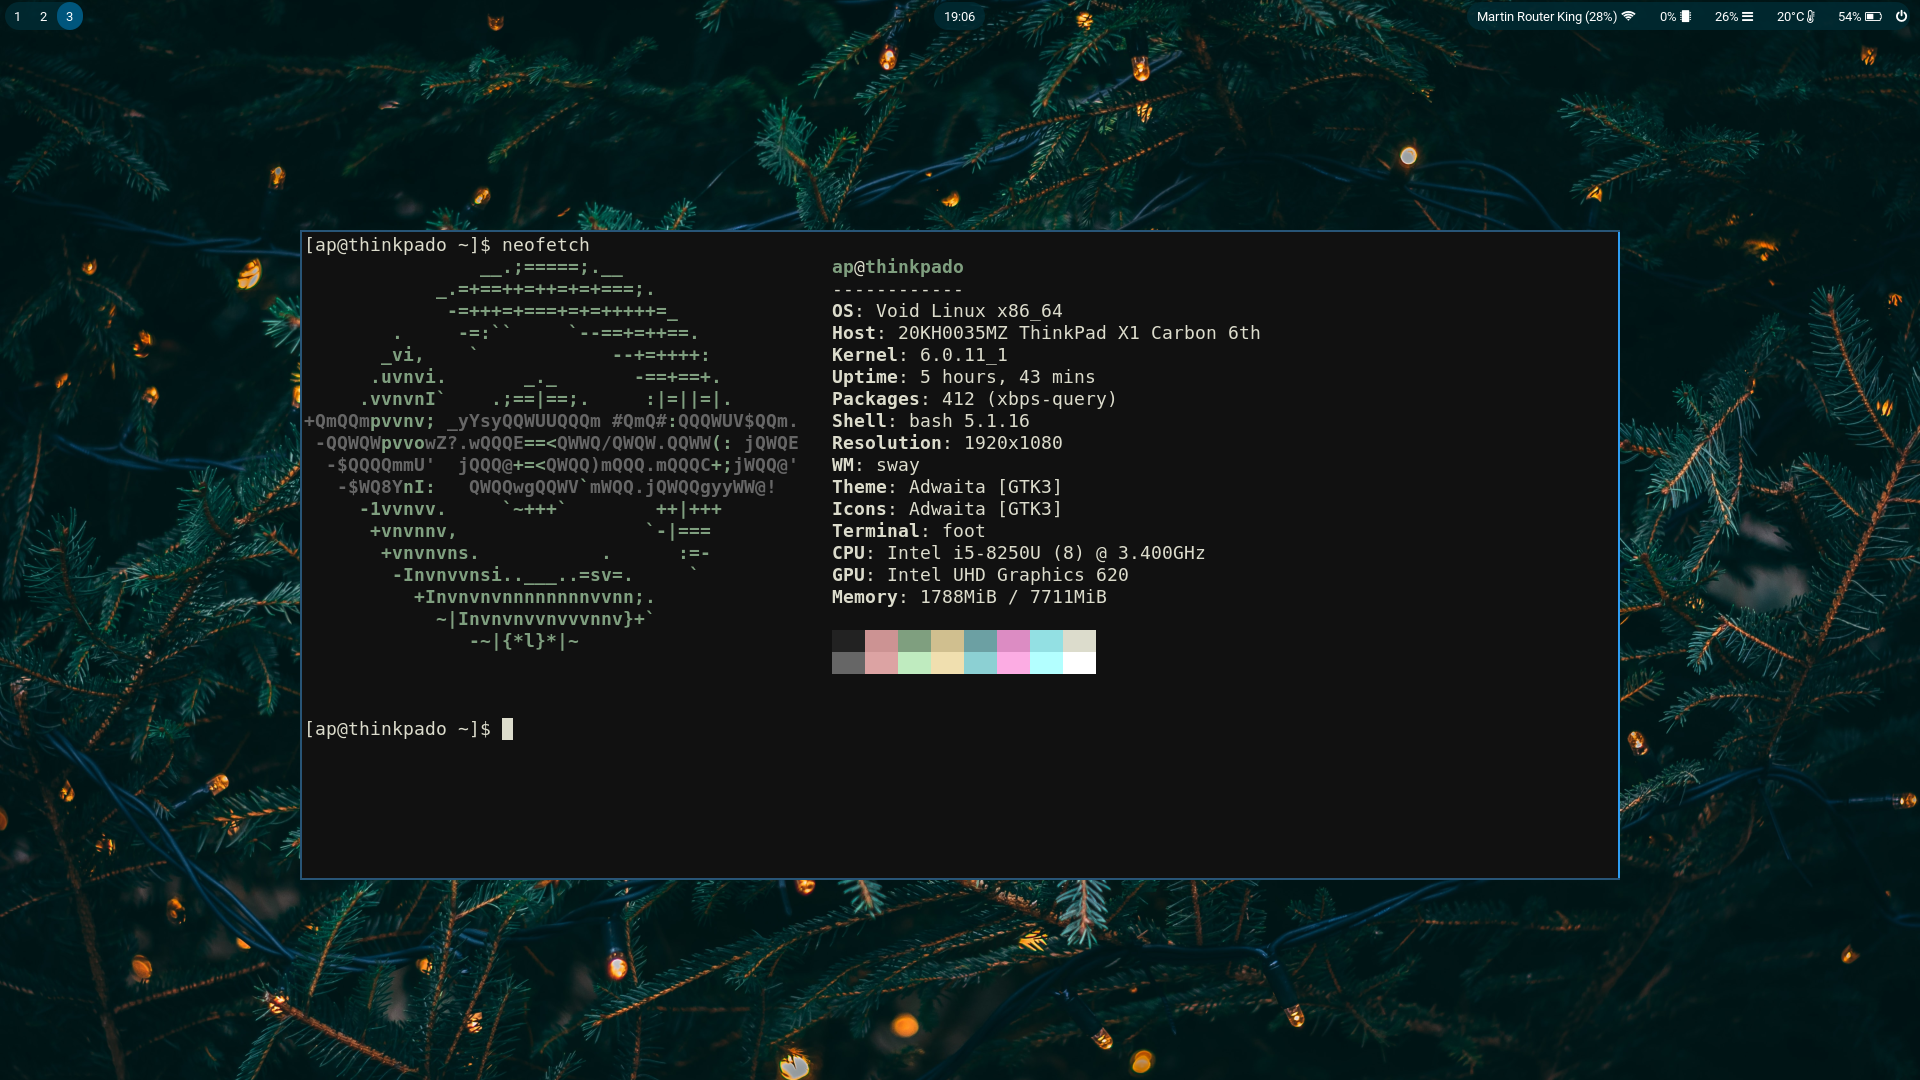 1 2 3
19:06
Martin Router King (28%) 0% 26% 20°C 54%
[ap@thinkpado ~]$ neofetch
__.;=====;.__
_.=+==++=++=+=+===;.
-=+++=+===+=+=+++++=_
. -=:`` `--==+=++==.
_vi, ` --+=++++:
.uvnvi. _._ -==+==+.
.vvnvnI` .;==|==;. :|=||=|.
+QmQQmpvvnv; _yYsyQQWUUQQQm #QmQ#:QQQWUV$QQm.
-QQWQWpvvowZ?.wQQQE==<QWWQ/QWQW.QQWW(: jQWQE
-$QQQQmmU' jQQQ@+=<QWQQ)mQQQ.mQQQC+;jWQQ@'
-$WQ8YnI: QWQQwgQQWV`mWQQ.jQWQQgyyWW@!
-1vvnvv. `~+++` ++|+++
+vnvnnv, `-|===
+vnvnvns. . :=-
-Invnvvnsi..___..=sv=. `
+Invnvnvnnnnnnnnvvnn;.
~|Invnvnvvnvvvnnv}+`
-~|{*l}*|~
ap@thinkpado
------------
OS: Void Linux x86_64
Host: 20KH0035MZ ThinkPad X1 Carbon 6th
Kernel: 6.0.11_1
Uptime: 5 hours, 43 mins
Packages: 412 (xbps-query)
Shell: bash 5.1.16
Resolution: 1920x1080
WM: sway
Theme: Adwaita [GTK3]
Icons: Adwaita [GTK3]
Terminal: foot
CPU: Intel i5-8250U (8) @ 3.400GHz
GPU: Intel UHD Graphics 620
Memory: 1788MiB / 7711MiB
[ap@thinkpado ~]$